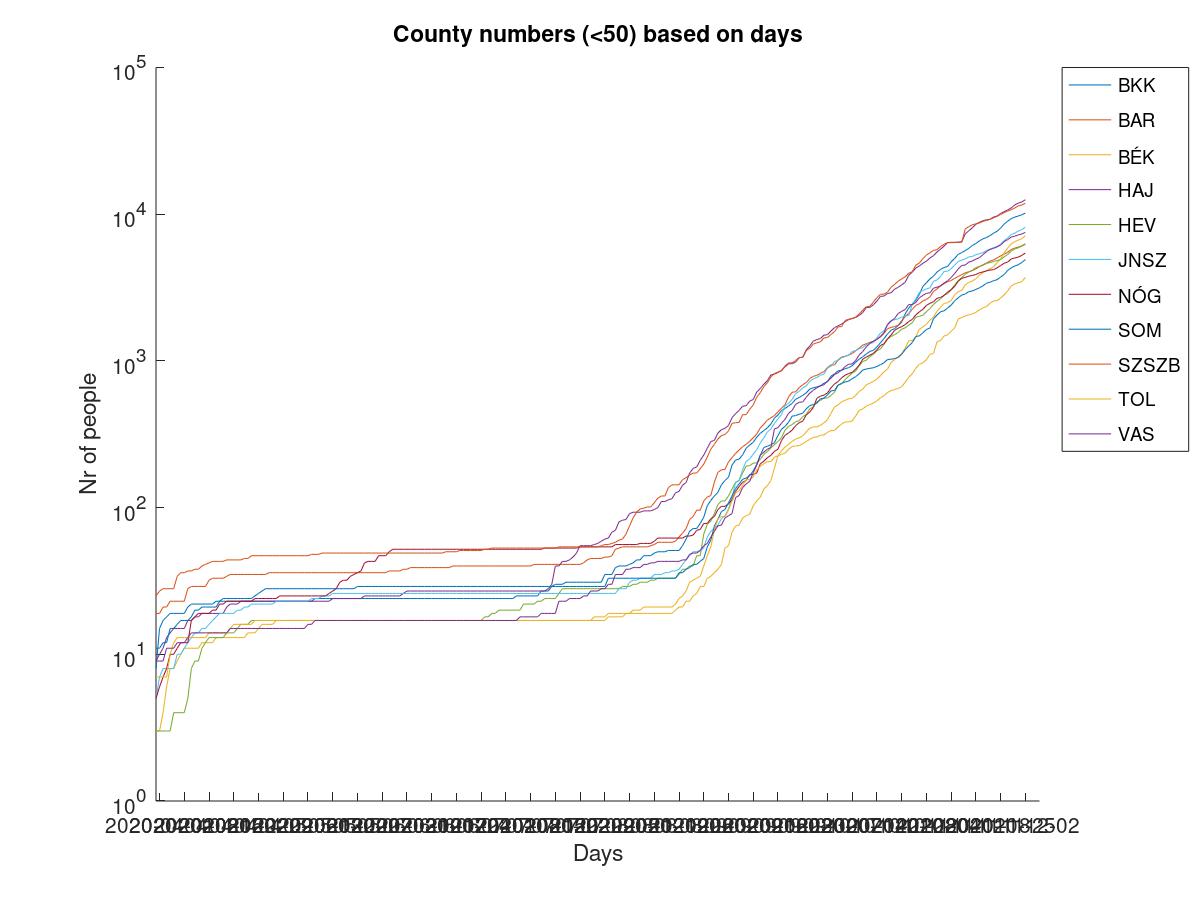 County numbers (<50) based on days
10^5
10^4
10^3
10^2
10^1
10^0
Nr of people
Days
BKK
BAR
BÉK
HAJ
HEV
JNSZ
NÓG
SOM
SZSZB
TOL
VAS